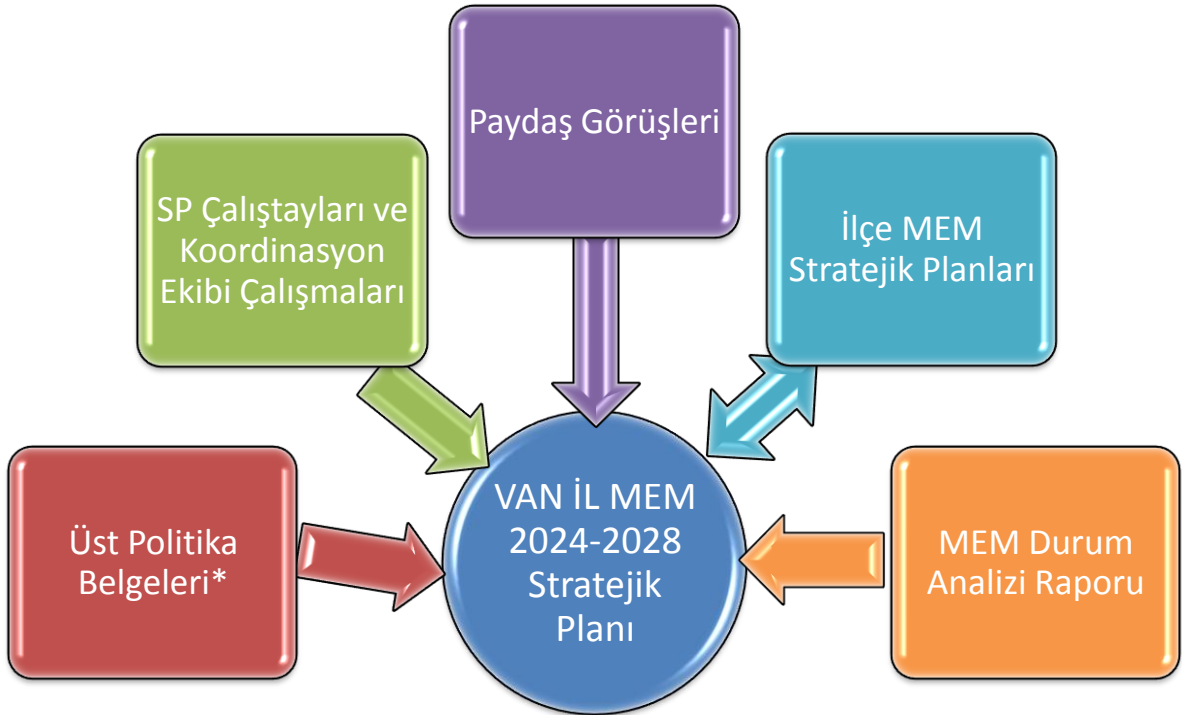 Paydaş Görüşleri
SP Çalıştayları ve
Koordinasyon
Ekibi Çalışmaları
İlçe MEM
Stratejik Planları
Üst Politika
Belgeleri*
VAN İL MEM
2024-2028
Stratejik
Planı
MEM Durum
Analizi Raporu